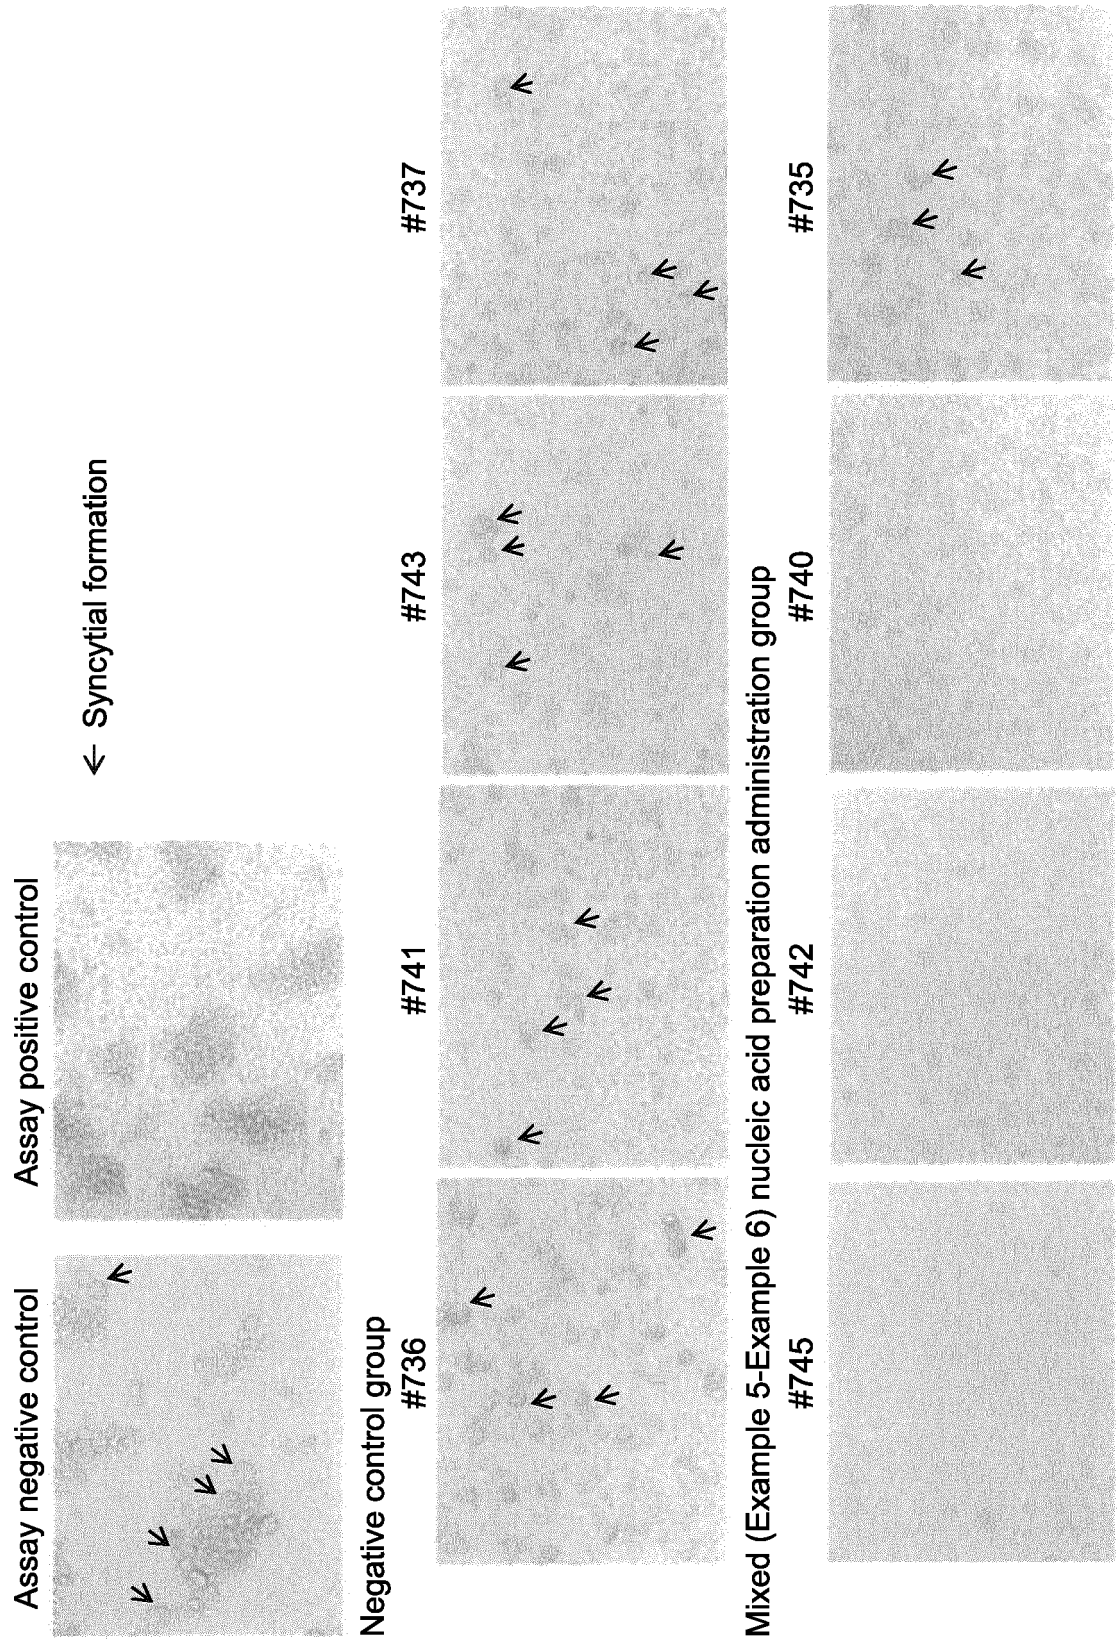 Assay negative control
Assay positive control
← Syncytial formation
Negative control group
#736
#741
#743
#737
Mixed (Example 5-Example 6) nucleic acid preparation administration group
#745
#742
#740
#735